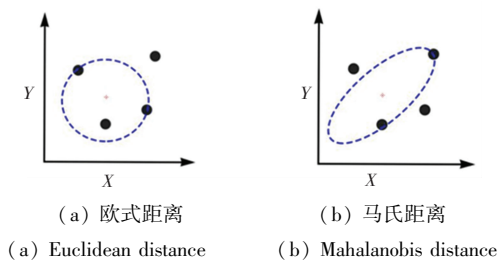 Y
Y
X
X
(a) 欧式距离
(b) 马氏距离
(a) Euclidean distance
(b) Mahalanobis distance